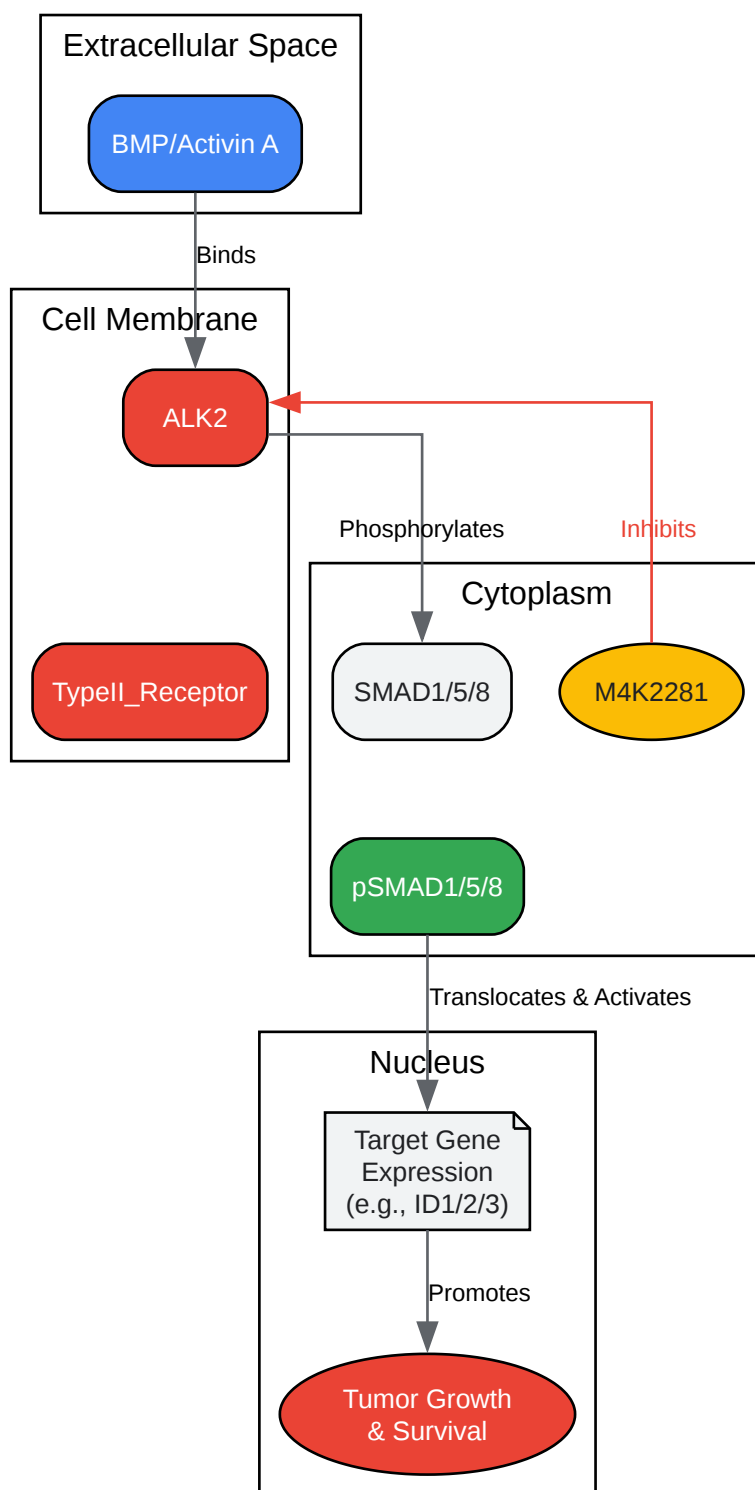 Extracellular Space
BMP/Activin A
Binds
Cell Membrane
ALK2
Phosphorylates
Inhibits
Cytoplasm
TypeII_Receptor
SMAD1/5/8
M4K2281
pSMAD1/5/8
Translocates & Activates
Nucleus
Target Gene
Expression
(e.g., ID1/2/3)
Promotes
Tumor Growth
& Survival